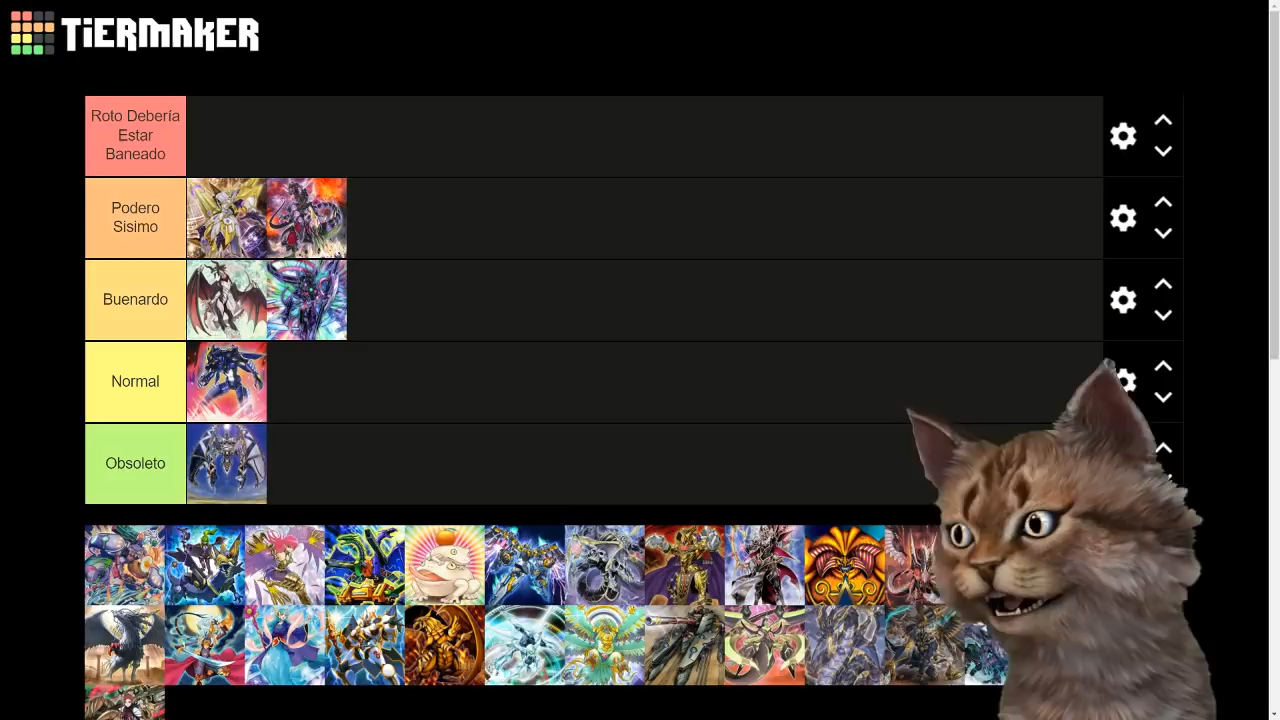 TiERMAKER
Roto Debería
Estar
Baneado
Podero
Sisimo
Buenardo
Normal
Obsoleto